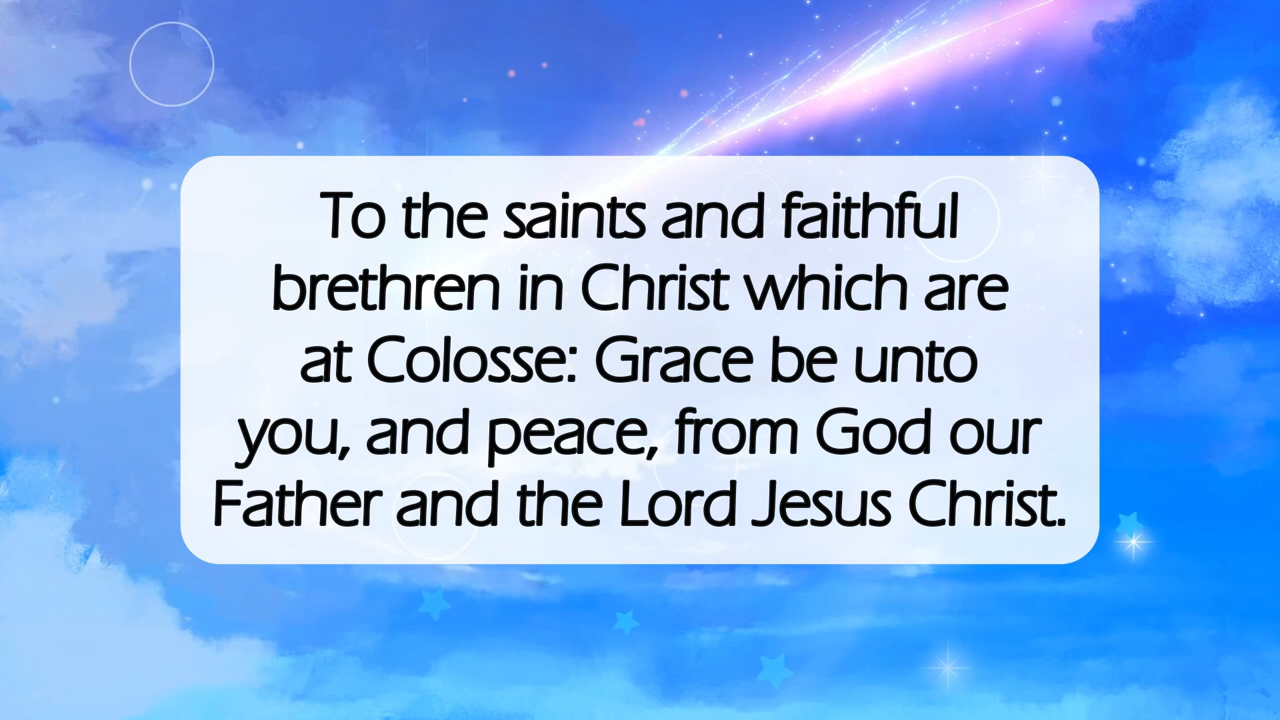 To the saints and faithful
brethren in Christ which are
at Colosse: Grace be unto
you, and peace, from God our
Father and the Lord Jesus Christ.